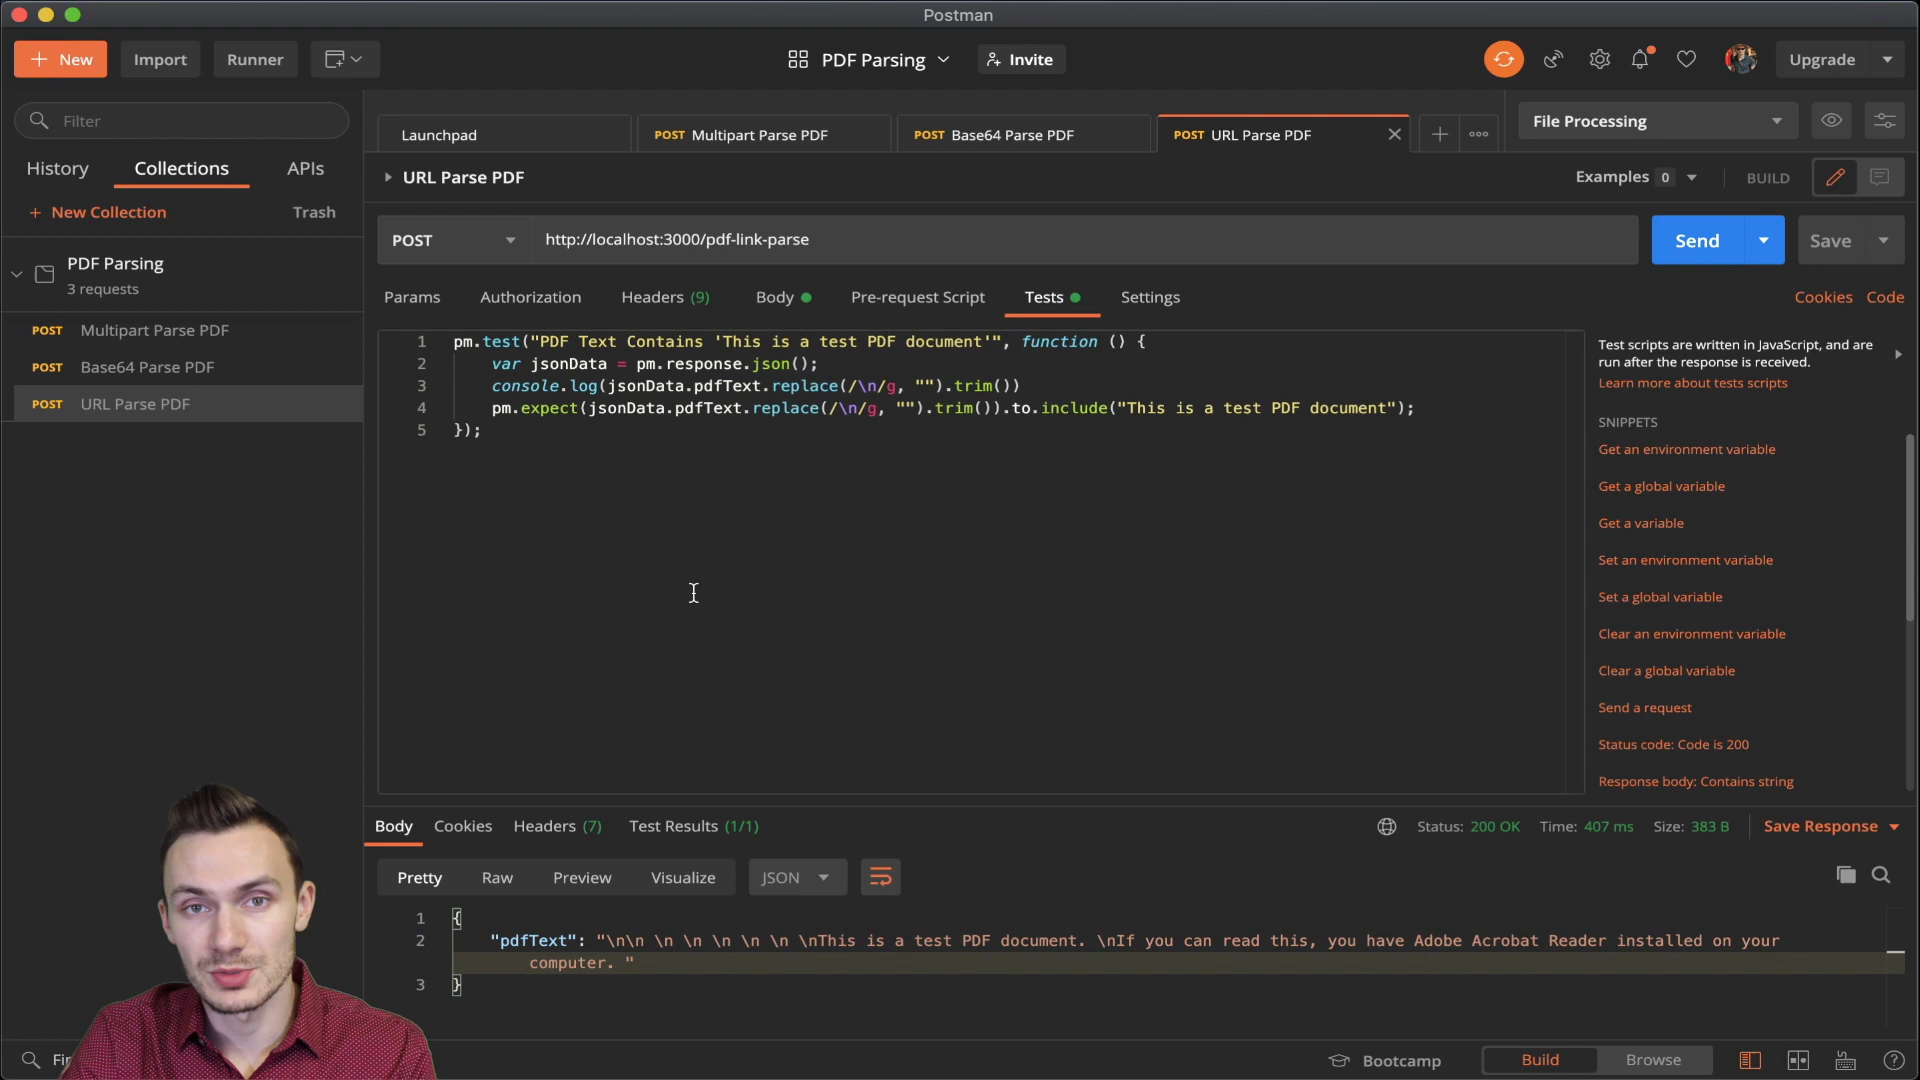 Postman
New
Import
Runner
PDF Parsing
Invite
Upgrade
Filter
Launchpad
POST Multipart Parse PDF
POST Base64 Parse PDF
POST URL Parse PDF
File Processing
History
Collections
APIs
URL Parse PDF
Examples 0
BUILD
+ New Collection
Trash
POST
http://localhost:3000/pdf-link-parse
Send
Save
PDF Parsing
3 requests
Params
Authorization
Headers (9)
Body
Pre-request Script
Tests
Settings
Cookies
Code
POST Multipart Parse PDF
POST Base64 Parse PDF
POST URL Parse PDF
1 pm.test("PDF Text Contains 'This is a test PDF document'", function () {
2 var jsonData = pm.response.json();
3 console.log(jsonData.pdfText.replace(/\n/g, "").trim())
4 pm.expect(jsonData.pdfText.replace(/\n/g, "").trim()).to.include("This is a test PDF document");
5 });
Test scripts are written in JavaScript, and are
run after the response is received.
Learn more about tests scripts
SNIPPETS
Get an environment variable
Get a global variable
Get a variable
Set an environment variable
Set a global variable
Clear an environment variable
Clear a global variable
Send a request
Status code: Code is 200
Response body: Contains string
Body
Cookies
Headers (7)
Test Results (1/1)
Status: 200 OK
Time: 407 ms
Size: 383 B
Save Response
Pretty
Raw
Preview
Visualize
JSON
1 {
2 "pdfText": "\n\n \n \n \n \n \n \nThis is a test PDF document. \nIf you can read this, you have Adobe Acrobat Reader installed on your
computer. "
3 }
Bootcamp
Build
Browse